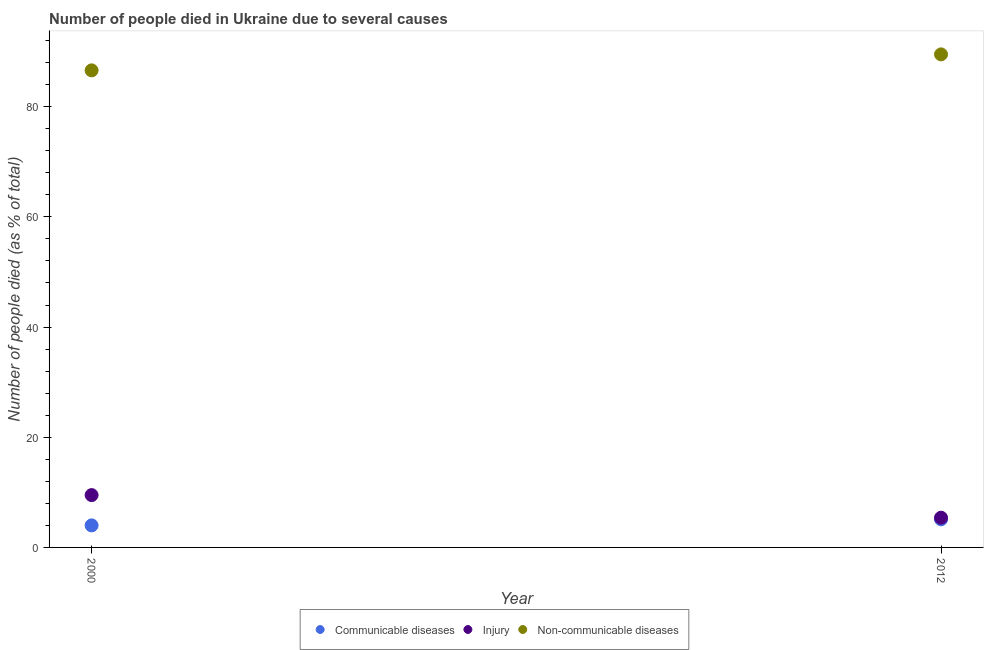 Number of people died in Ukraine due to several causes
Number of people died (as % of total)
80
60
40
20
0
2000
2012
Year
Communicable diseases
Injury
Non-communicable diseases